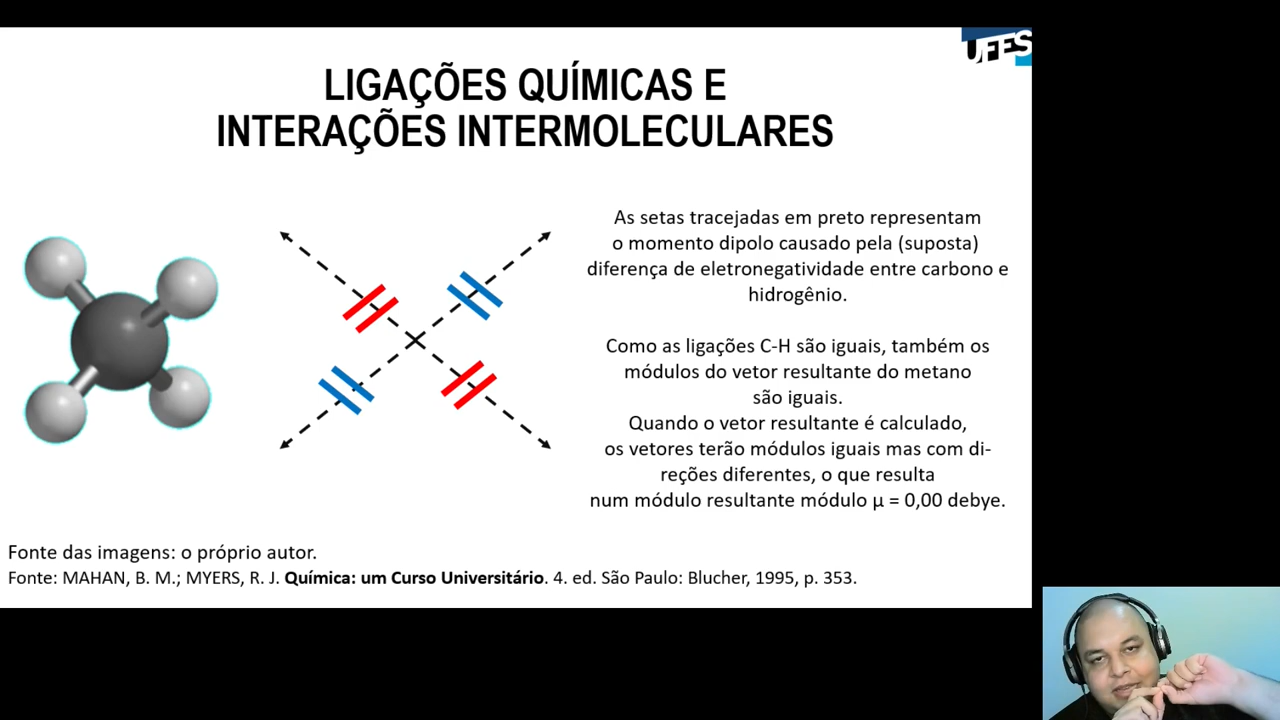 UFES
LIGAÇÕES QUÍMICAS E
INTERAÇÕES INTERMOLECULARES
As setas tracejadas em preto representam
o momento dipolo causado pela (suposta)
diferença de eletronegatividade entre carbono e
hidrogênio.
Como as ligações C-H são iguais, também os
módulos do vetor resultante do metano
são iguais.
Quando o vetor resultante é calculado,
os vetores terão módulos iguais mas com di-
reções diferentes, o que resulta
num módulo resultante módulo µ = 0,00 debye.
Fonte das imagens: o próprio autor.
Fonte: MAHAN, B. M.; MYERS, R. J. Química: um Curso Universitário. 4. ed. São Paulo: Blucher, 1995, p. 353.